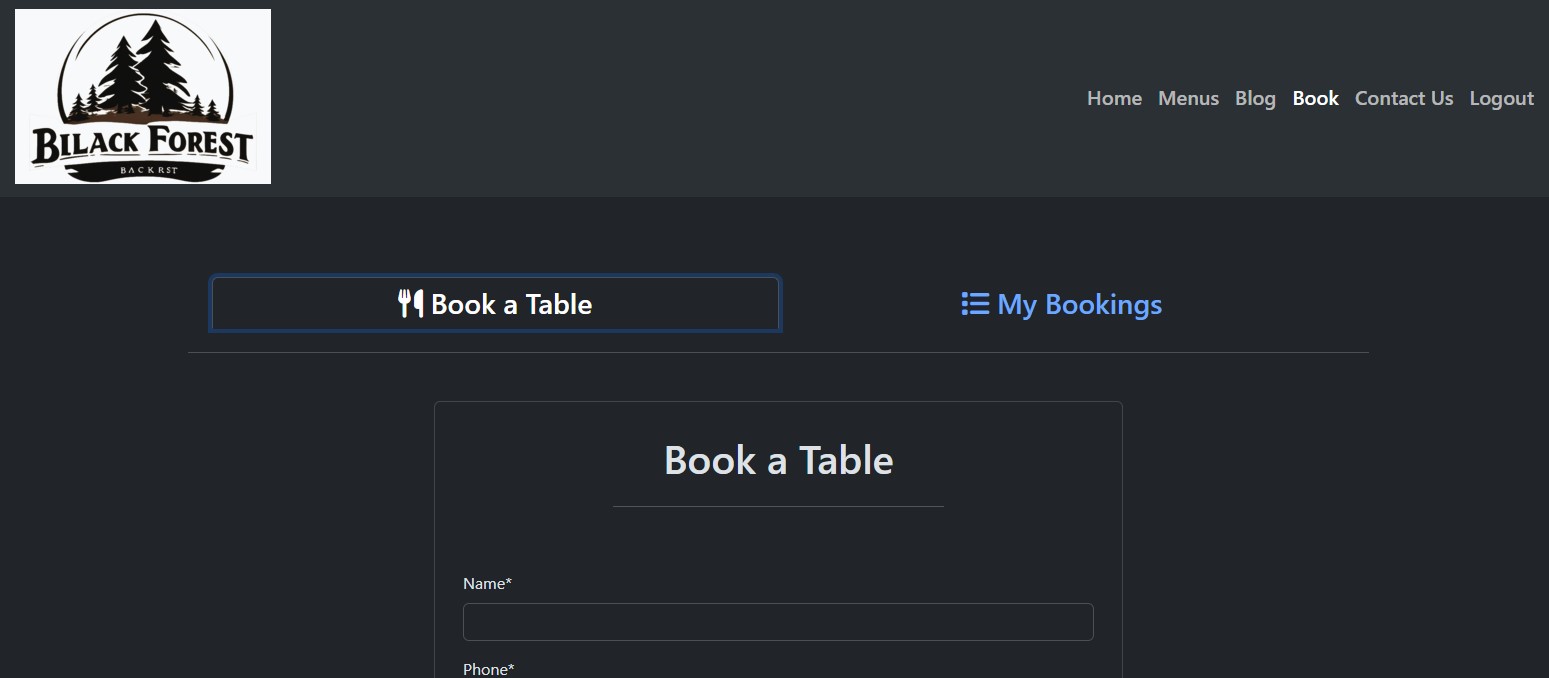 BILACK FOREST
BACKRST
Home Menus Blog Book Contact Us Logout
Book a Table
My Bookings
Book a Table
Name*
Phone*